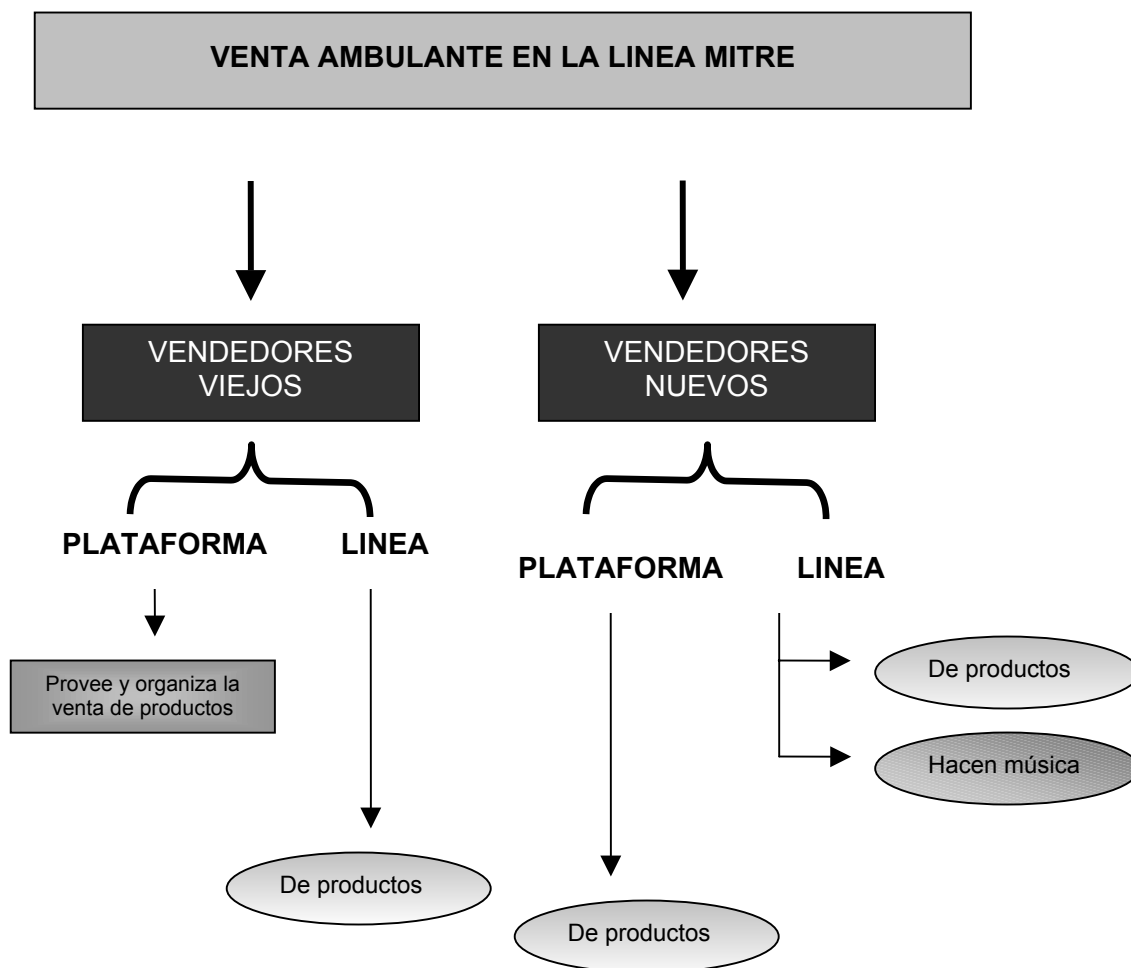 VENTA AMBULANTE EN LA LINEA MITRE
VENDEDORES
VIEJOS
VENDEDORES
NUEVOS
PLATAFORMA
LINEA
PLATAFORMA
LINEA
Provee y organiza la
venta de productos
De productos
Hacen música
De productos
De productos